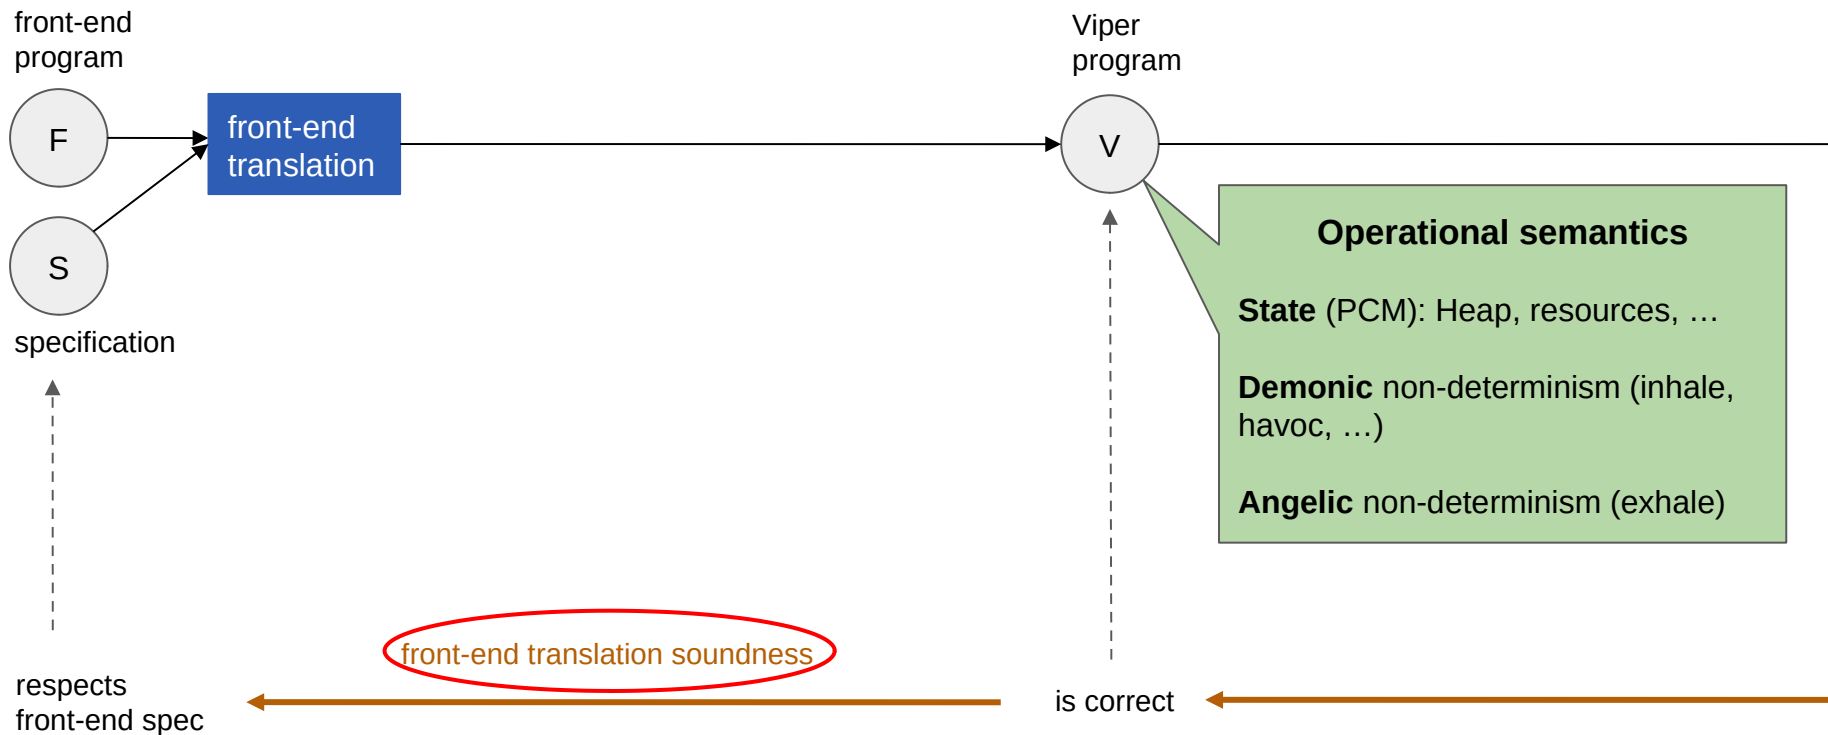 front-end
program
Viper
program
F
front-end
translation
V
S
specification
Operational semantics
State (PCM): Heap, resources, …
Demonic non-determinism (inhale,
havoc, …)
Angelic non-determinism (exhale)
front-end translation soundness
respects
front-end spec
is correct